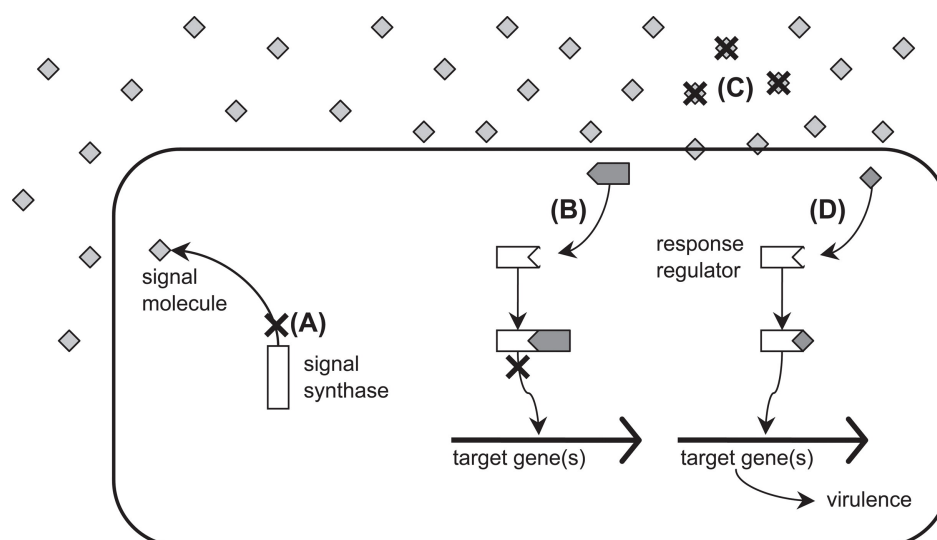 (C)
(B)
(D)
response
regulator
signal
molecule
(A)
signal
synthase
target gene(s)
target gene(s)
virulence